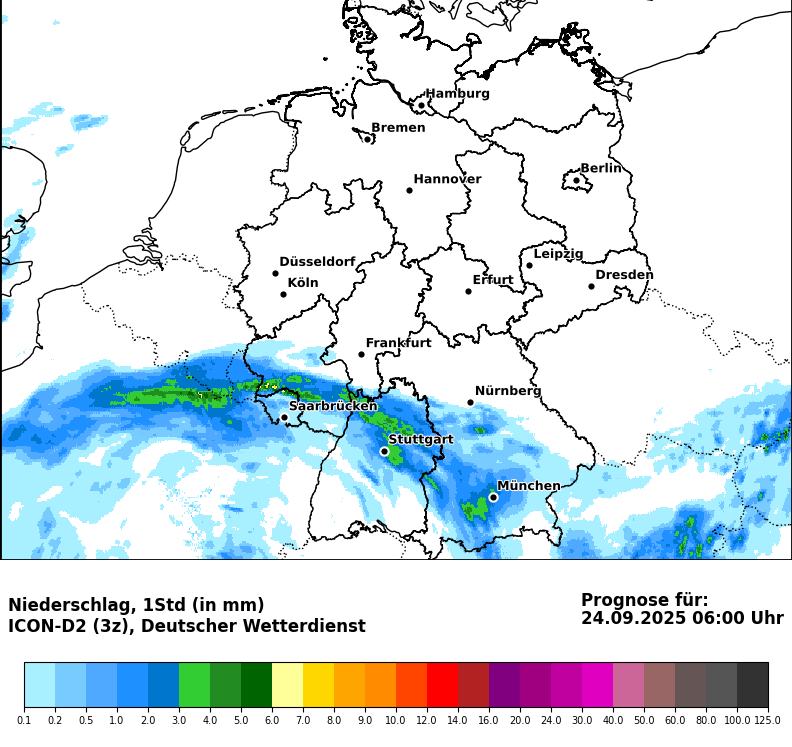 Hamburg
Bremen
Berlin
Hannover
Leipzig
Düsseldorf
Dresden
Köln
Erfurt
Frankfurt
Nürnberg
Saarbrücken
Stuttgart
München
Niederschlag, 1Std (in mm)
ICON-D2 (3z), Deutscher Wetterdienst
Prognose für:
24.09.2025 06:00 Uhr
0.1 0.2 0.5 1.0 2.0 3.0 4.0 5.0 6.0 7.0 8.0 9.0 10.0 12.0 14.0 16.0 20.0 24.0 30.0 40.0 50.0 60.0 80.0 100.0 125.0